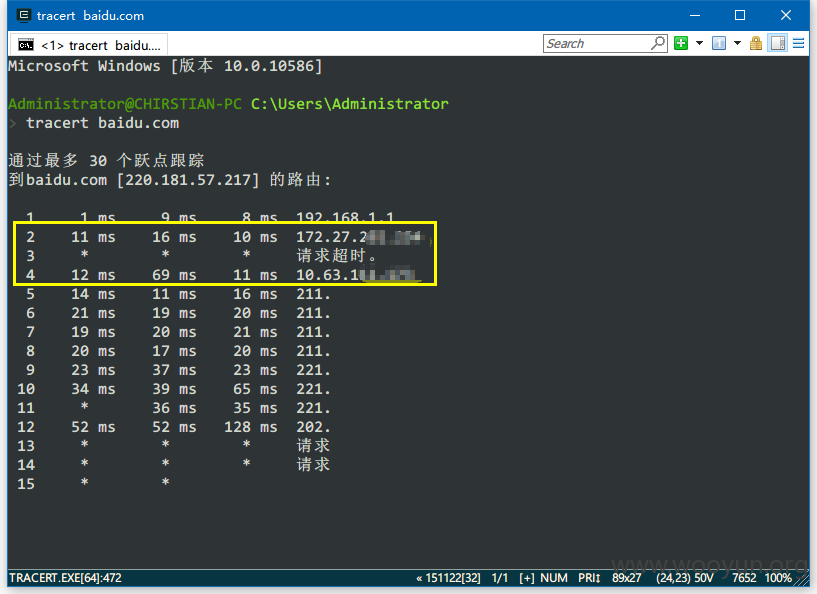 tracert baidu.com
<1> tracert baidu....
Search
Microsoft Windows [版本 10.0.10586]
Administrator@CHIRSTIAN-PC C:\Users\Administrator
> tracert baidu.com
通过最多 30 个跃点跟踪
到baidu.com [220.181.57.217] 的路由:
1 1 ms 9 ms 8 ms 192.168.1.1
2 11 ms 16 ms 10 ms 172.27.2
3 * * * 请求超时。
4 12 ms 69 ms 11 ms 10.63.1
5 14 ms 11 ms 16 ms 211.
6 21 ms 19 ms 20 ms 211.
7 19 ms 20 ms 21 ms 211.
8 20 ms 17 ms 20 ms 211.
9 23 ms 37 ms 23 ms 221.
10 34 ms 39 ms 65 ms 221.
11 * 36 ms 35 ms 221.
12 52 ms 52 ms 128 ms 202.
13 * * * 请求
14 * * * 请求
15 * *
www.wooyun.org
TRACERT.EXE[64]:472 « 151122[32] 1/1 [+] NUM PRI↕ 89x27 (24,23) 50V 7652 100%